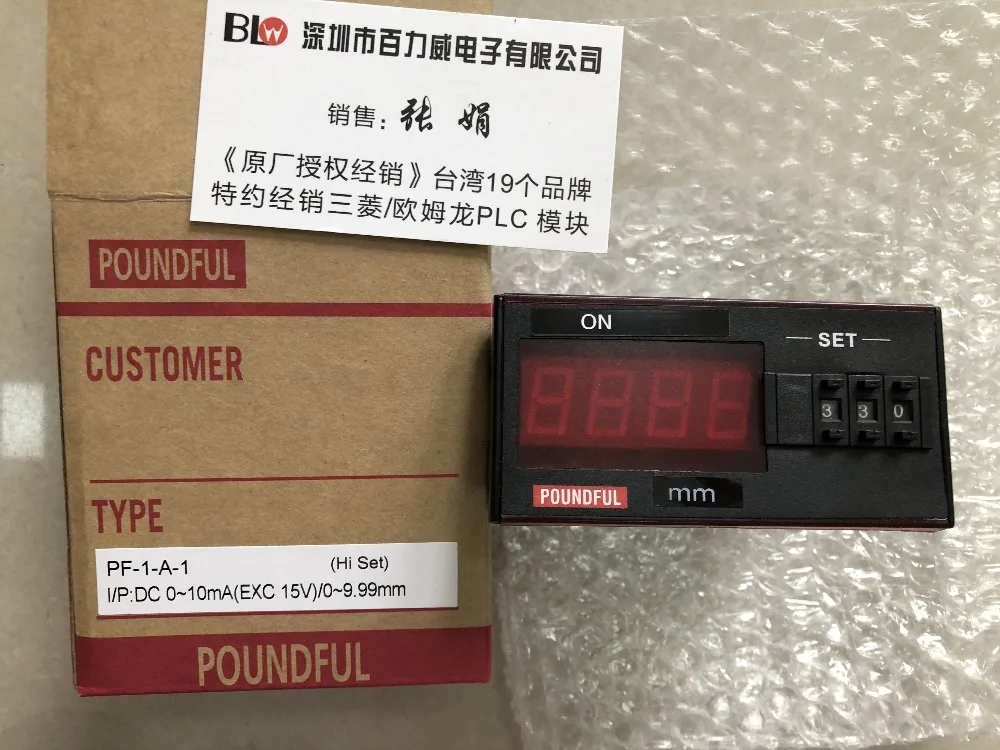 BLW 深圳市百力威电子有限公司
销售：张 娟
《原厂授权经销》台湾19个品牌
特约经销三菱/欧姆龙PLC 模块
POUNDFUL
CUSTOMER
TYPE
PF-1-A-1 (Hi Set)
I/P:DC 0~10mA(EXC 15V)/0~9.99mm
POUNDFUL
ON
SET
3 3 0
POUNDFUL
mm